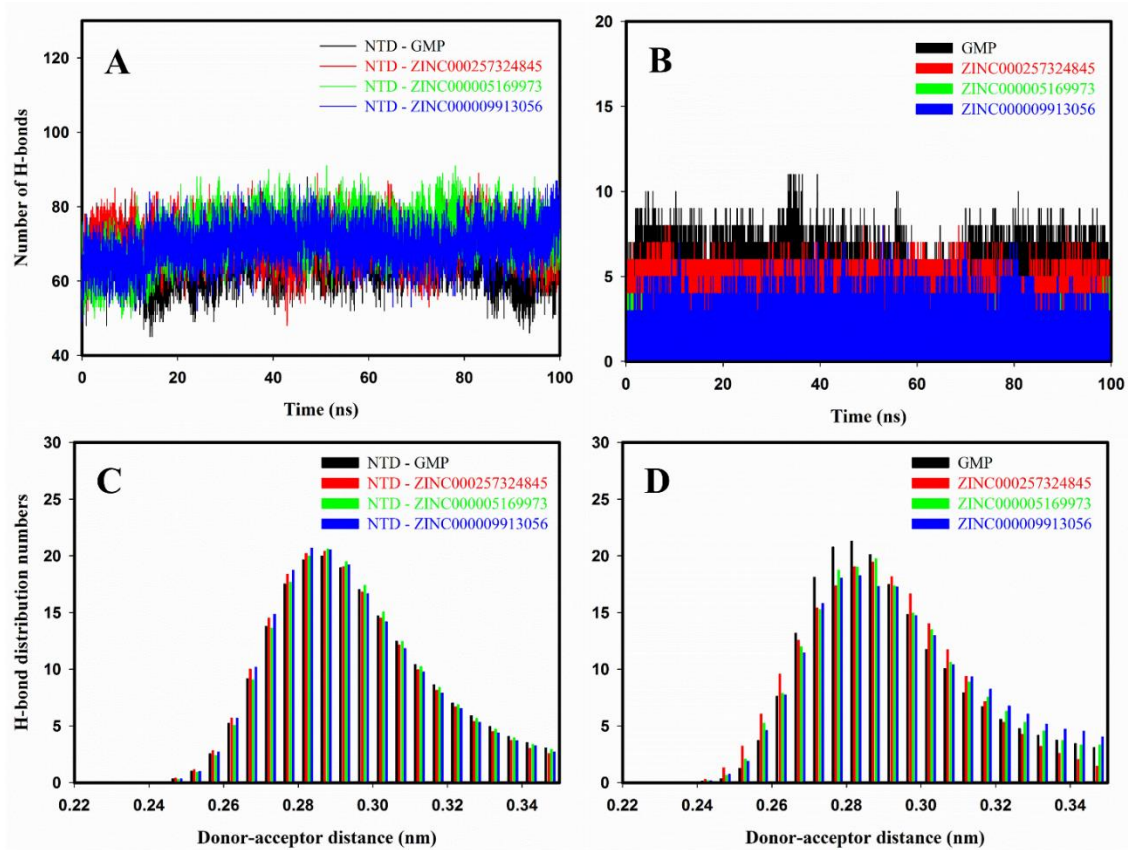 A
NTD - GMP
NTD - ZINC000257324845
NTD - ZINC000005169973
NTD - ZINC000009913056
Number of H-bonds
120
100
80
60
40
0 20 40 60 80 100
Time (ns)
B
GMP
ZINC000257324845
ZINC000005169973
ZINC000009913056
20
15
10
5
0
0 20 40 60 80 100
Time (ns)
C
NTD - GMP
NTD - ZINC000257324845
NTD - ZINC000005169973
NTD - ZINC000009913056
H-bond distribution numbers
30
25
20
15
10
5
0
0.22 0.24 0.26 0.28 0.30 0.32 0.34
Donor-acceptor distance (nm)
D
GMP
ZINC000257324845
ZINC000005169973
ZINC000009913056
30
25
20
15
10
5
0
0.22 0.24 0.26 0.28 0.30 0.32 0.34
Donor-acceptor distance (nm)